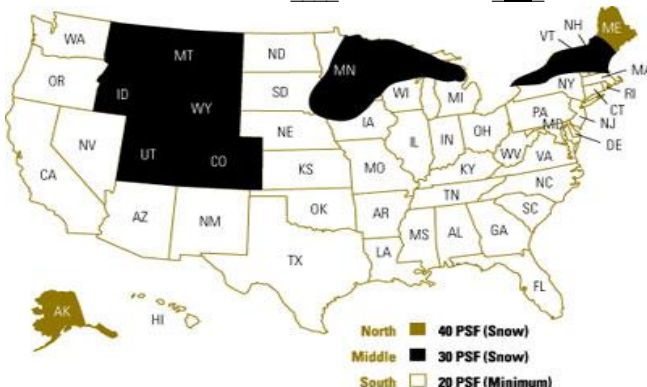 ME
NH
VT
WA
MT
ND
MN
MA
OR
ID
SD
WI
MI
NY
RI
WY
CT
IA
PA
NJ
NE
OH
MD
DE
NV
UT
CO
IL
IN
WV
VA
CA
KS
MO
KY
NC
TN
AZ
NM
OK
AR
SC
MS
AL
GA
LA
TX
FL
AK
HI
North 40 PSF (Snow)
Middle 30 PSF (Snow)
South 20 PSF (Minimum)